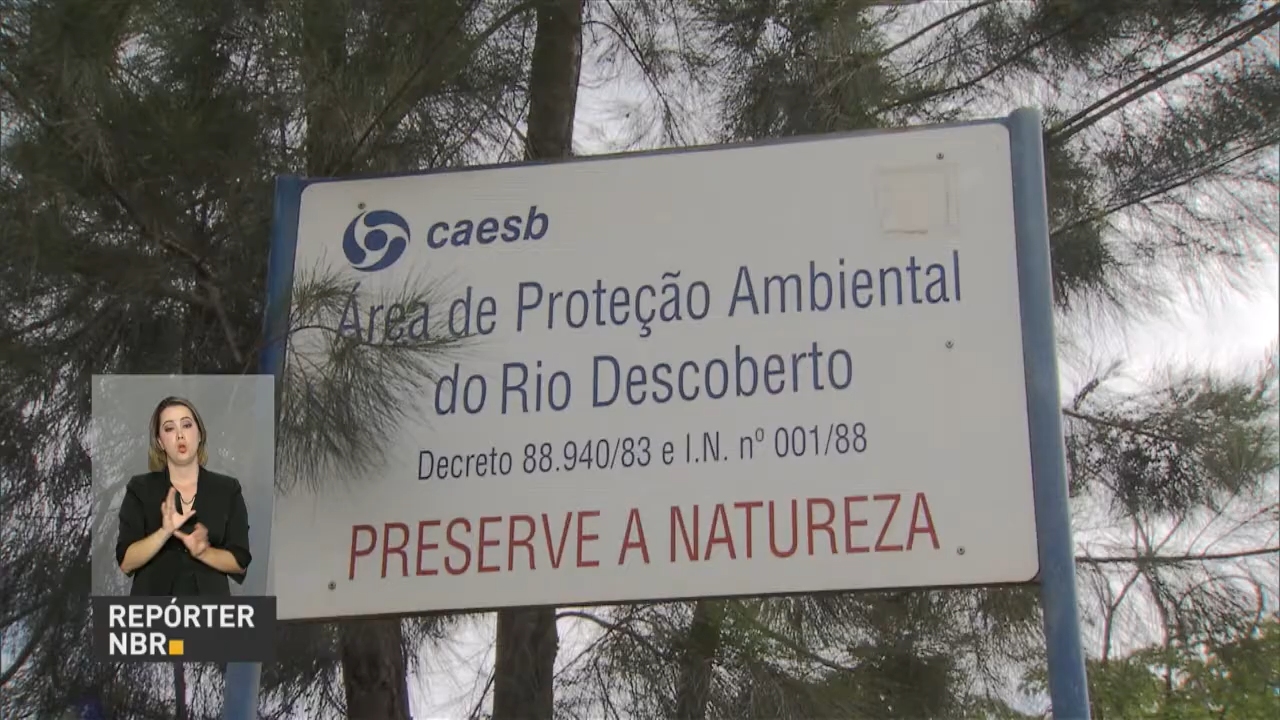 caesb
Área de Proteção Ambiental
do Rio Descoberto
Decreto 88.940/83 e I.N. nº 001/88
PRESERVE A NATUREZA
REPÓRTER
NBR